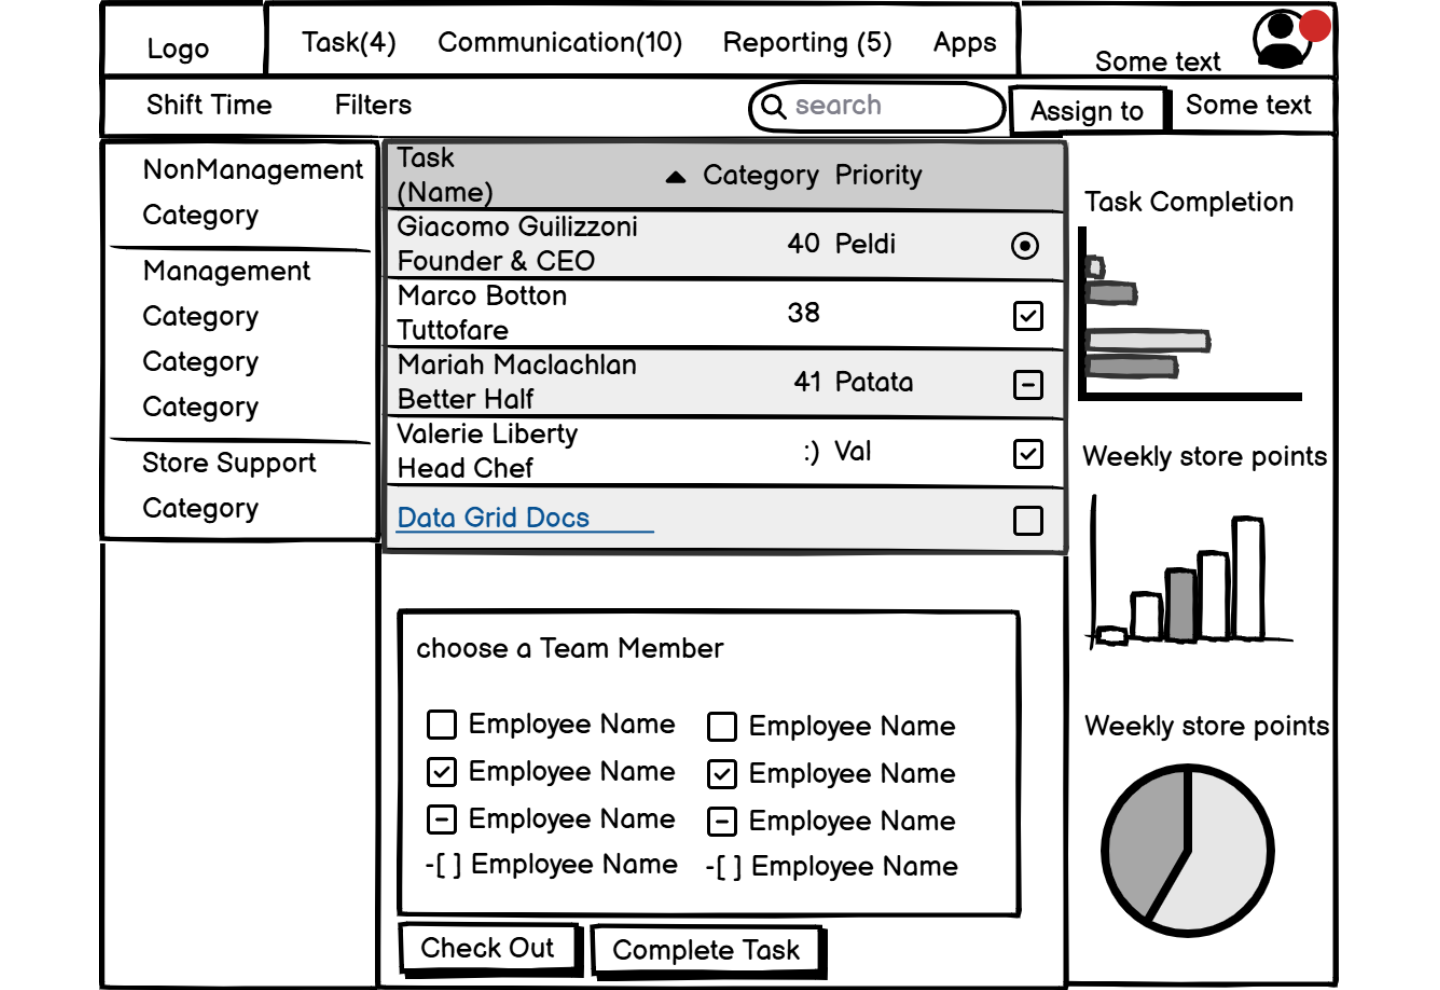 Logo
Task(4) Communication(10) Reporting (5) Apps
Some text
Shift Time Filters
search
Assign to
Some text
NonManagement
Category
Management
Category
Category
Category
Store Support
Category
Task
(Name) Category Priority
Giacomo Guilizzoni
Founder & CEO 40 Peldi
Marco Botton
Tuttofare 38
Mariah Maclachlan
Better Half 41 Patata
Valerie Liberty
Head Chef :) Val
Data Grid Docs
choose a Team Member
Employee Name Employee Name
Employee Name Employee Name
Employee Name Employee Name
-[ ] Employee Name -[ ] Employee Name
Check Out Complete Task
Task Completion
Weekly store points
Weekly store points